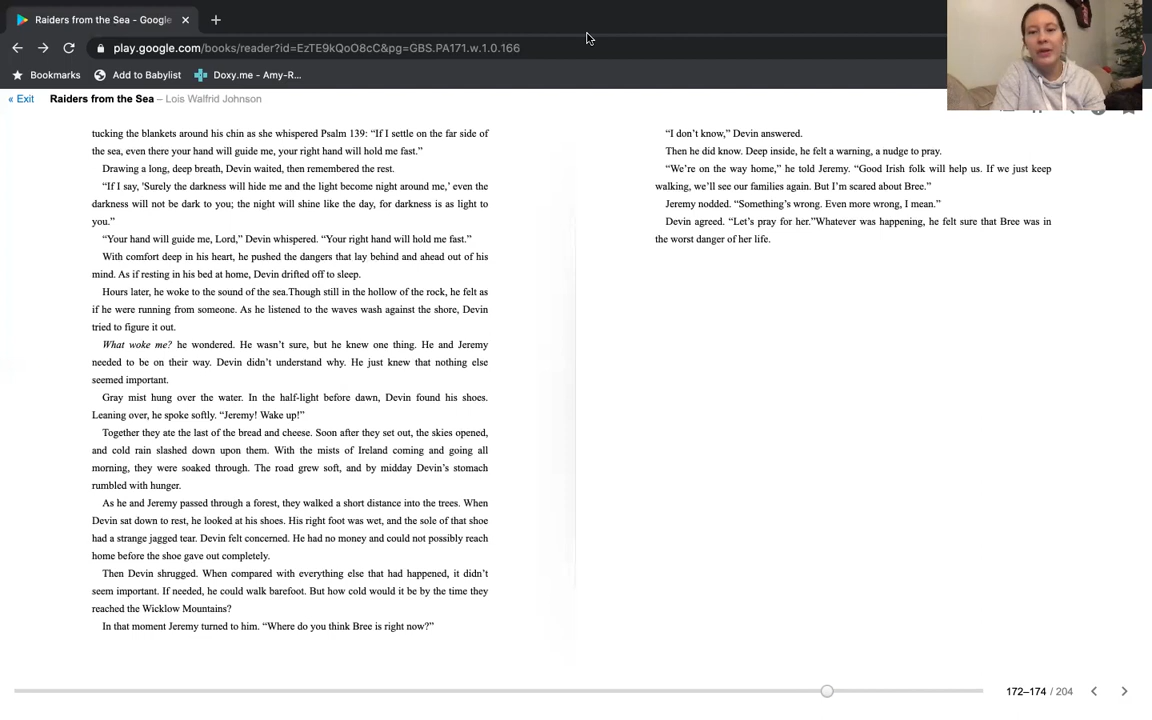 Raiders from the Sea - Google
play.google.com/books/reader?id=EzTE9kQoO8cC&pg=GBS.PA171.w.1.0.166
Bookmarks Add to Babylist Doxy.me - Amy-R...
« Exit Raiders from the Sea – Lois Walfrid Johnson
tucking the blankets around his chin as she whispered Psalm 139: “If I settle on the far side of
the sea, even there your hand will guide me, your right hand will hold me fast.”
Drawing a long, deep breath, Devin waited, then remembered the rest.
“If I say, 'Surely the darkness will hide me and the light become night around me,' even the
darkness will not be dark to you; the night will shine like the day, for darkness is as light to
you.”
“Your hand will guide me, Lord,” Devin whispered. “Your right hand will hold me fast.”
With comfort deep in his heart, he pushed the dangers that lay behind and ahead out of his
mind. As if resting in his bed at home, Devin drifted off to sleep.
Hours later, he woke to the sound of the sea.Though still in the hollow of the rock, he felt as
if he were running from someone. As he listened to the waves wash against the shore, Devin
tried to figure it out.
What woke me? he wondered. He wasn’t sure, but he knew one thing. He and Jeremy
needed to be on their way. Devin didn’t understand why. He just knew that nothing else
seemed important.
Gray mist hung over the water. In the half-light before dawn, Devin found his shoes.
Leaning over, he spoke softly. “Jeremy! Wake up!”
Together they ate the last of the bread and cheese. Soon after they set out, the skies opened,
and cold rain slashed down upon them. With the mists of Ireland coming and going all
morning, they were soaked through. The road grew soft, and by midday Devin’s stomach
rumbled with hunger.
As he and Jeremy passed through a forest, they walked a short distance into the trees. When
Devin sat down to rest, he looked at his shoes. His right foot was wet, and the sole of that shoe
had a strange jagged tear. Devin felt concerned. He had no money and could not possibly reach
home before the shoe gave out completely.
Then Devin shrugged. When compared with everything else that had happened, it didn’t
seem important. If needed, he could walk barefoot. But how cold would it be by the time they
reached the Wicklow Mountains?
In that moment Jeremy turned to him. “Where do you think Bree is right now?”
“I don’t know,” Devin answered.
Then he did know. Deep inside, he felt a warning, a nudge to pray.
“We’re on the way home,” he told Jeremy. “Good Irish folk will help us. If we just keep
walking, we’ll see our families again. But I’m scared about Bree.”
Jeremy nodded. “Something’s wrong. Even more wrong, I mean.”
Devin agreed. “Let’s pray for her.”Whatever was happening, he felt sure that Bree was in
the worst danger of her life.
172–174 / 204